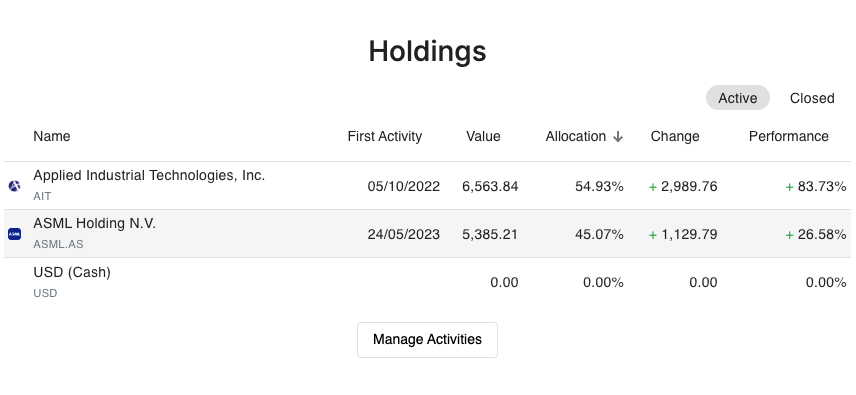 Holdings
Active Closed
Name First Activity Value Allocation Change Performance
Applied Industrial Technologies, Inc.
AIT
05/10/2022 6,563.84 54.93% + 2,989.76 + 83.73%
ASML Holding N.V.
ASML.AS
24/05/2023 5,385.21 45.07% + 1,129.79 + 26.58%
USD (Cash)
USD
0.00 0.00% 0.00 0.00%
Manage Activities